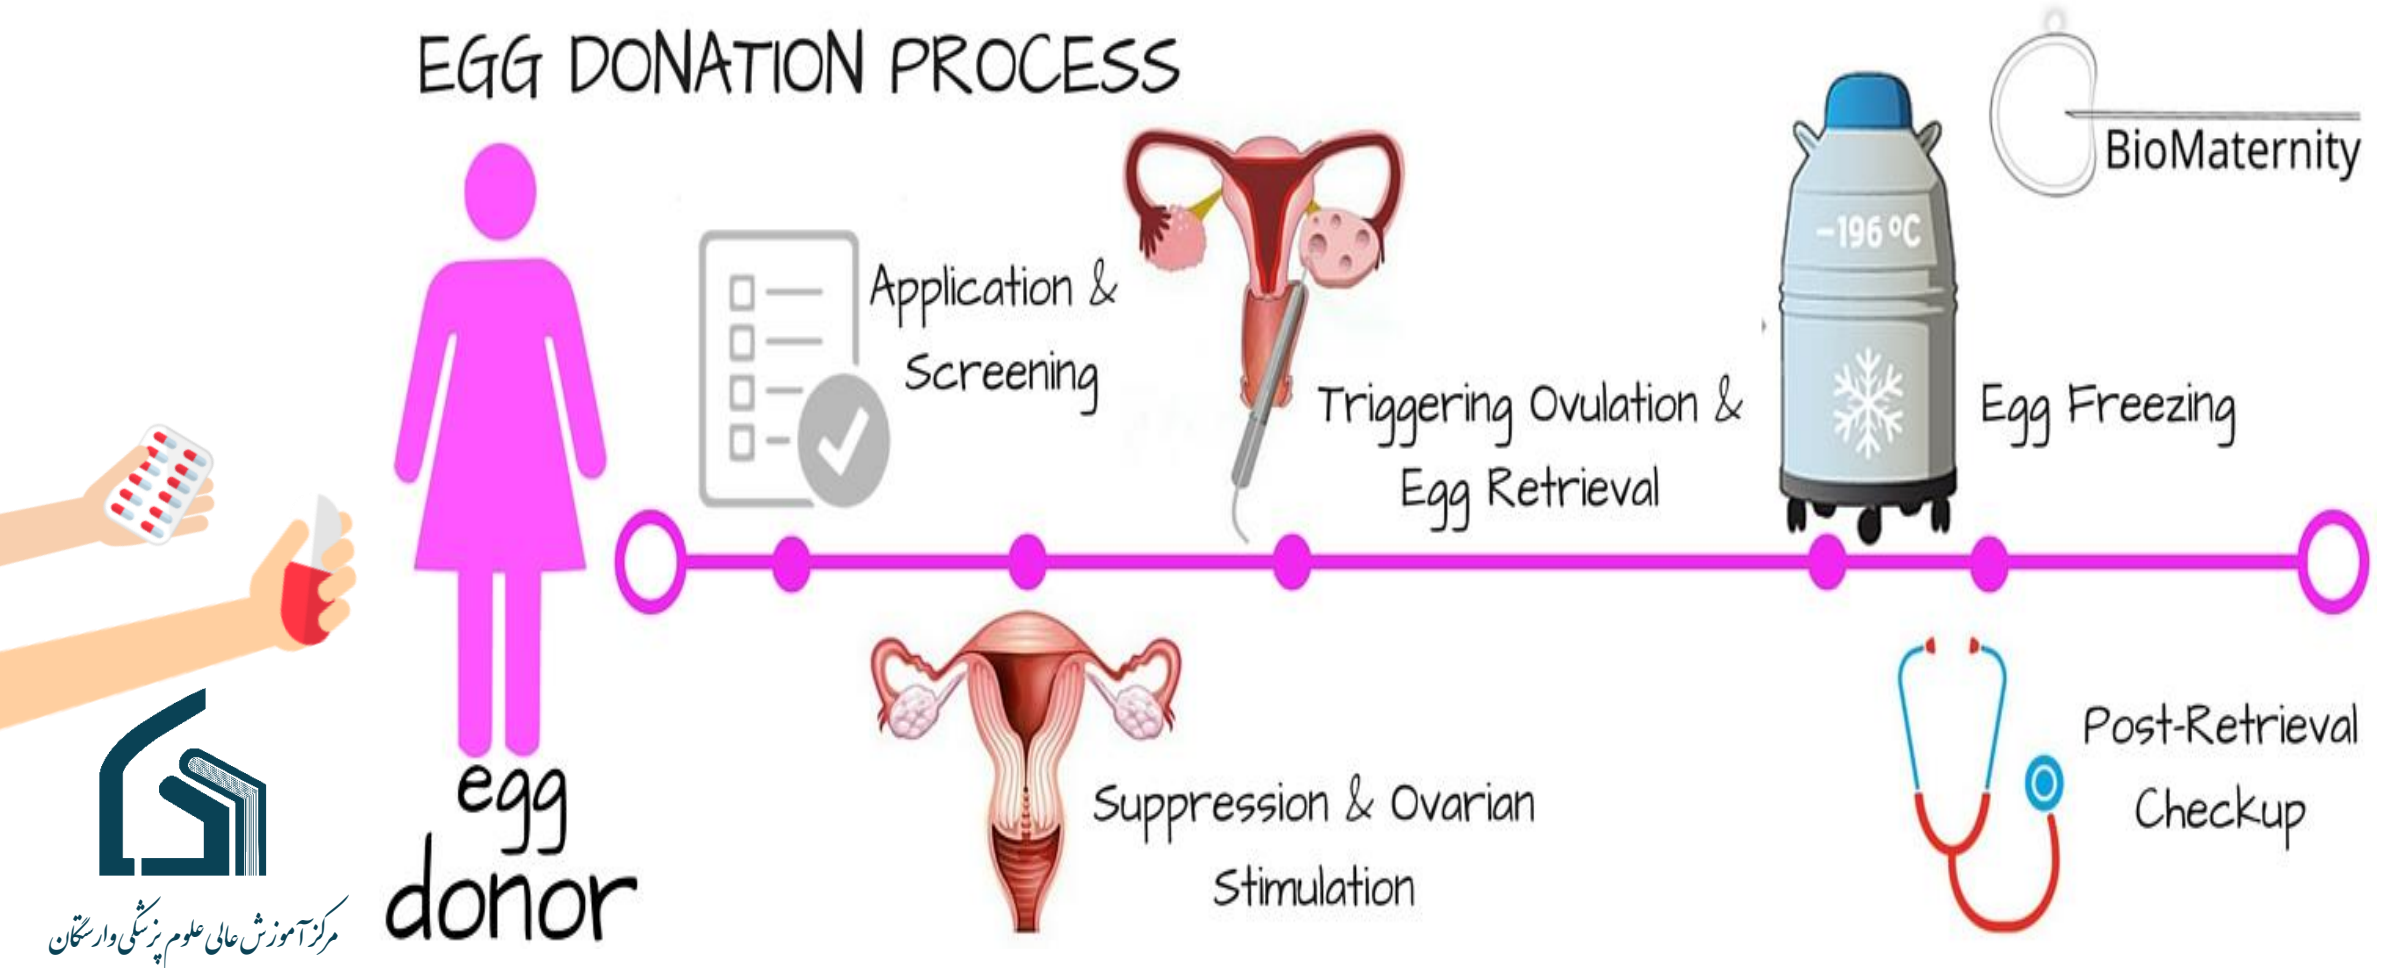 EGG DONATION PROCESS
BioMaternity
-196 ºC
Application &
Screening
Triggering Ovulation &
Egg Retrieval
Egg Freezing
Suppression & Ovarian
Stimulation
Post-Retrieval
Checkup
egg
donor
مرکز آموزش عالی علوم پزشکی وارستگان